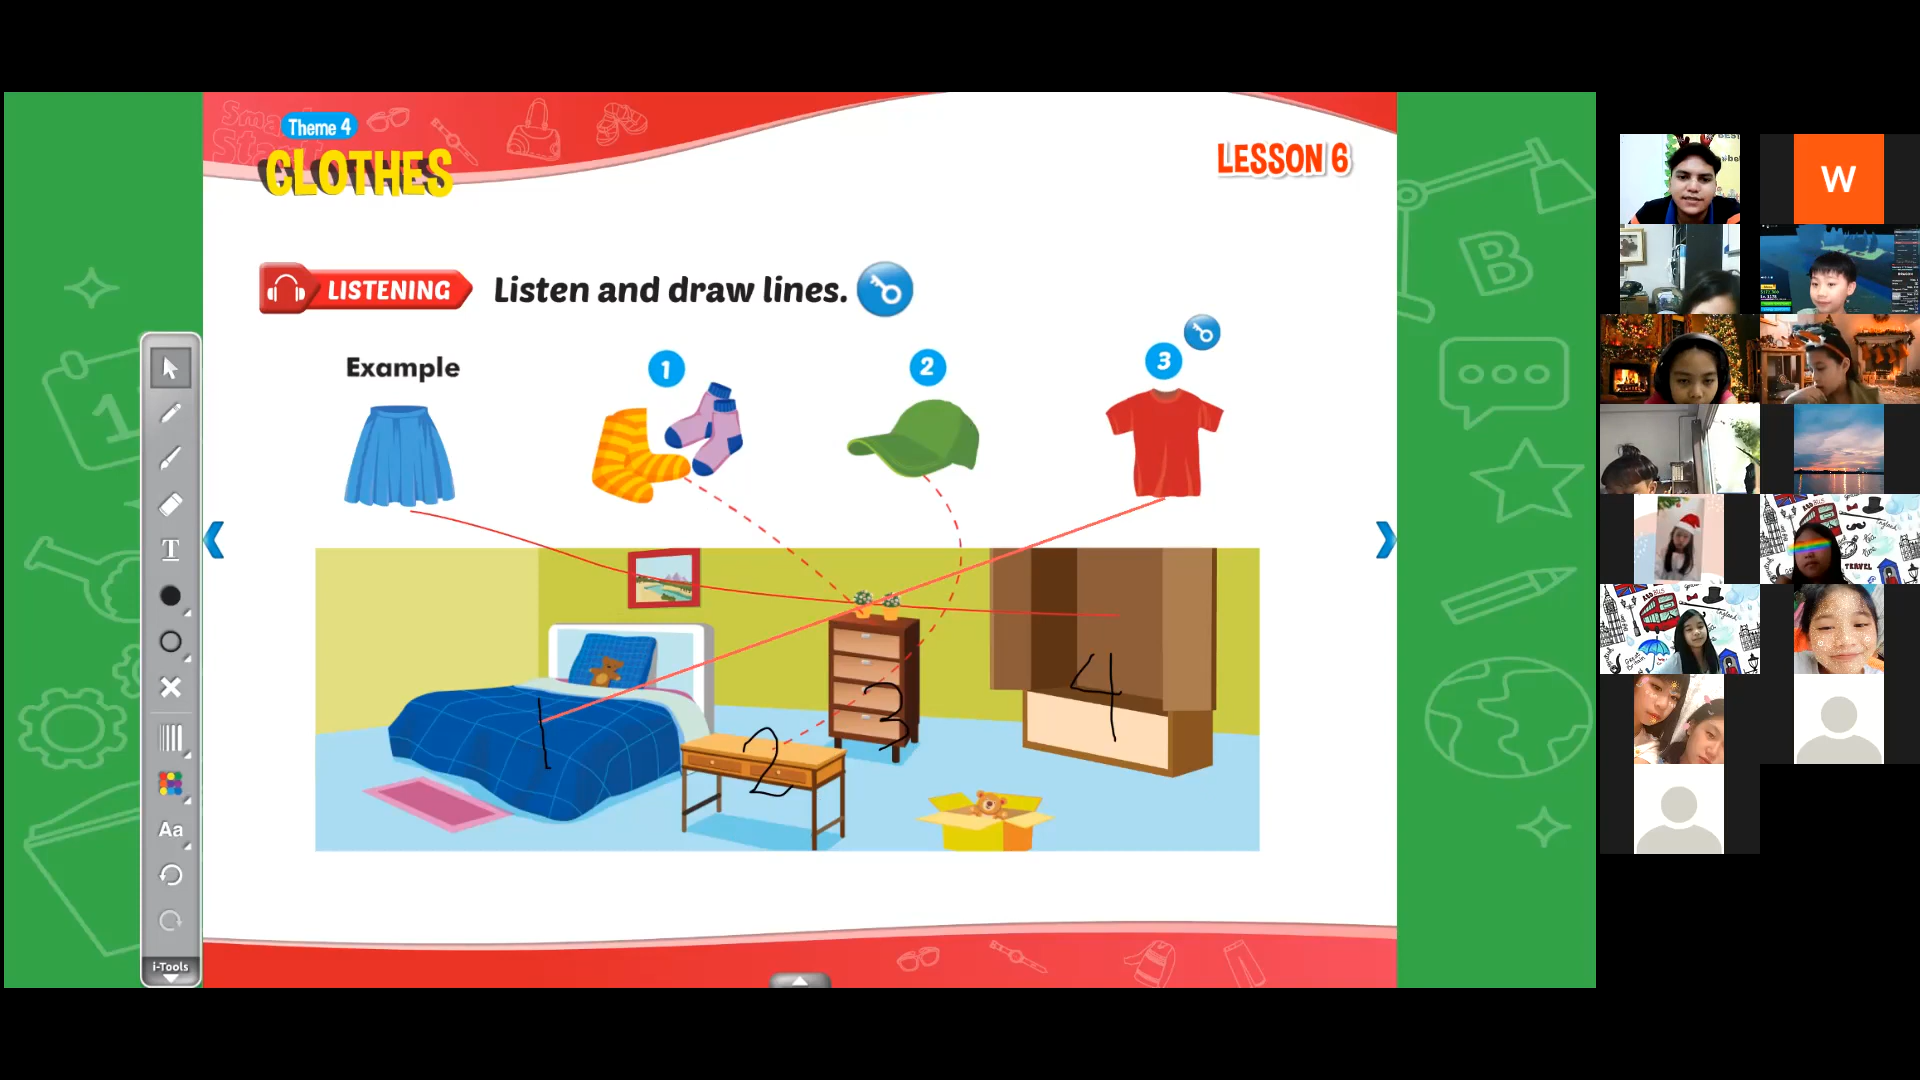 Theme 4
CLOTHES
LESSON 6
LISTENING
Listen and draw lines.
Example
1
2
3
1
2
3
4
T
Aa
i-Tools
W
B
1
TRAVEL